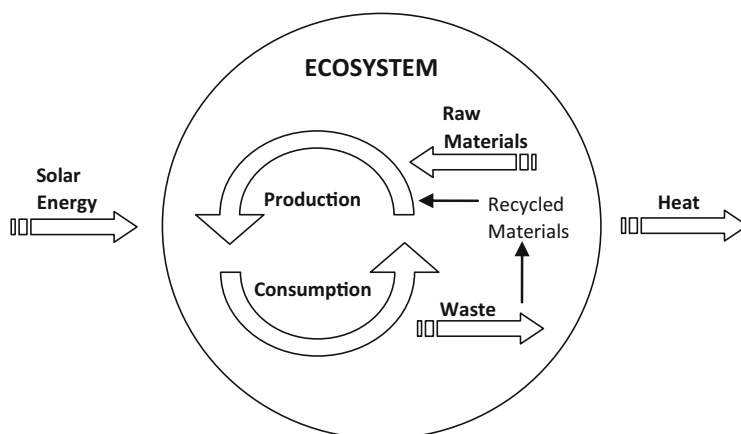 ECOSYSTEM
Raw
Materials
Solar
Energy
Production
Recycled
Materials
Heat
Consumption
Waste